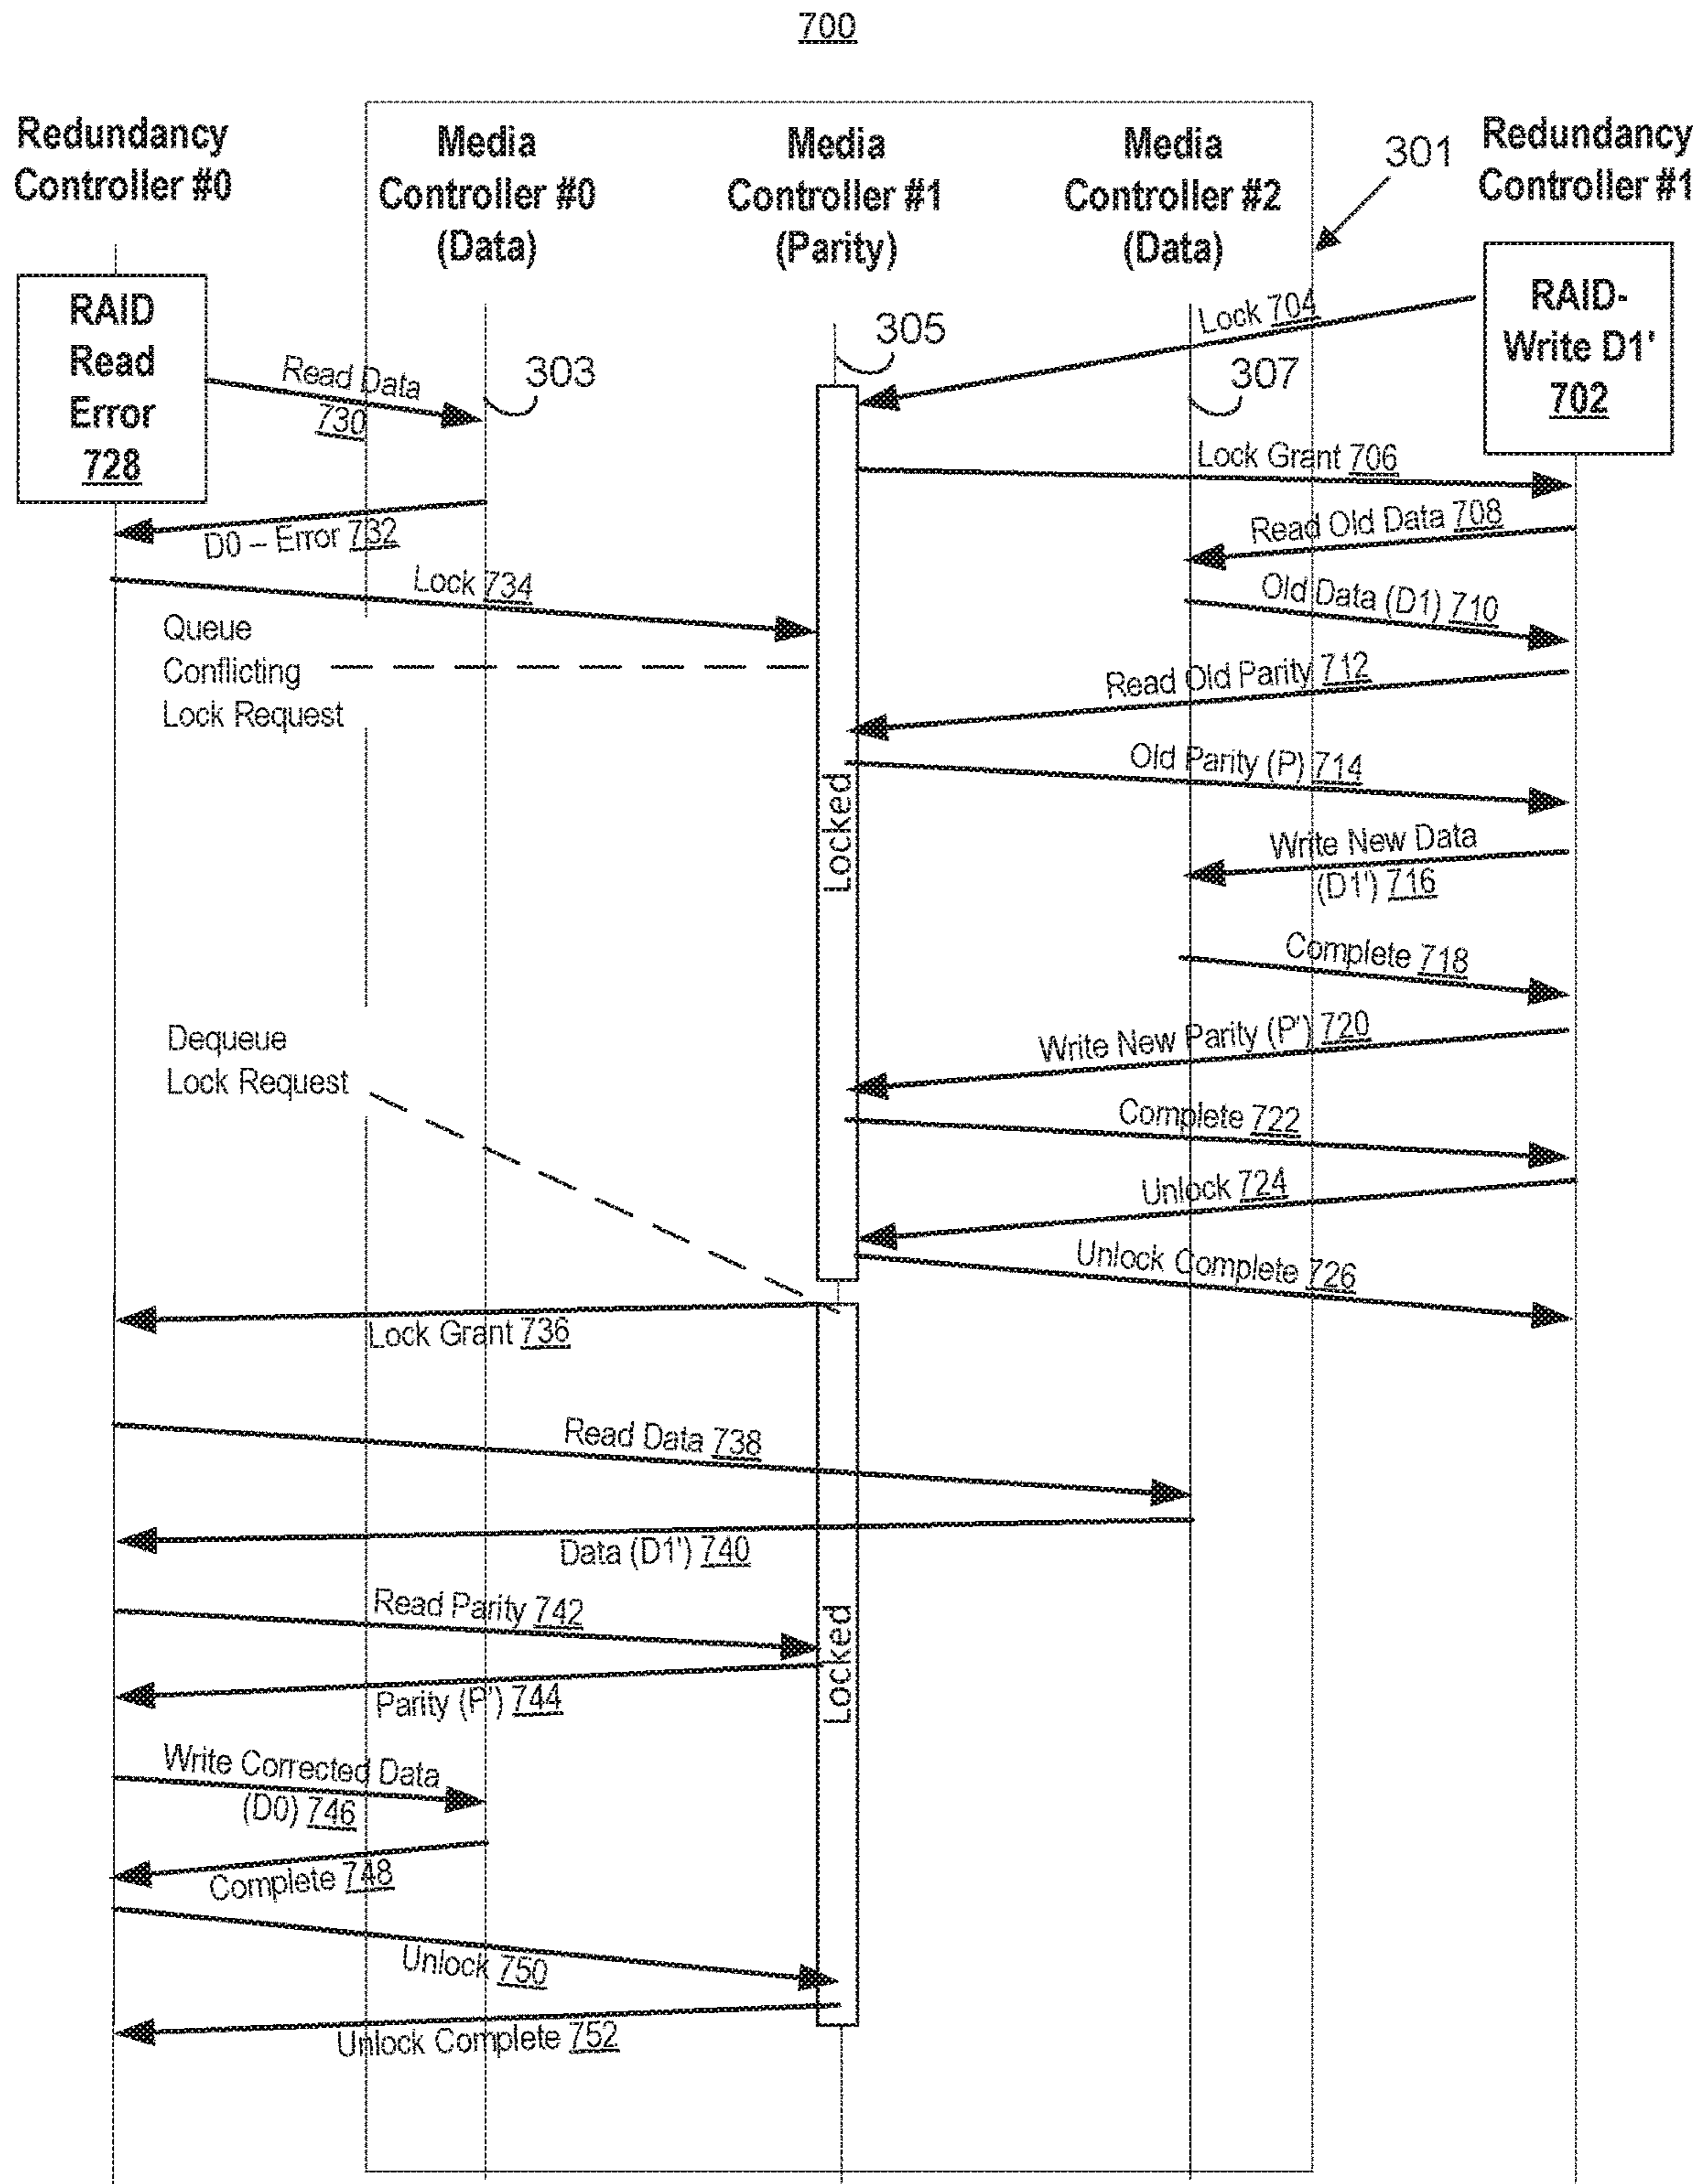 700
Redundancy
Controller #0
Media
Controller #0
(Data)
Media
Controller #1
(Parity)
Media
Controller #2
(Data)
301
Redundancy
Controller #1
RAID
Read
Error
728
RAID-
Write D1'
702
Lock 704
305
303
307
Read Data
730
Lock Grant 706
Read Old Data 708
D0 – Error 732
Lock 734
Old Data (D1) 710
Queue
Conflicting
Lock Request
Read Old Parity 712
Old Parity (P) 714
Locked
Write New Data
(D1') 716
Complete 718
Write New Parity (P') 720
Dequeue
Lock Request
Complete 722
Unlock 724
Unlock Complete 726
Lock Grant 736
Read Data 738
Data (D1') 740
Read Parity 742
Locked
Parity (P') 744
Write Corrected Data
(D0) 746
Complete 748
Unlock 750
Unlock Complete 752